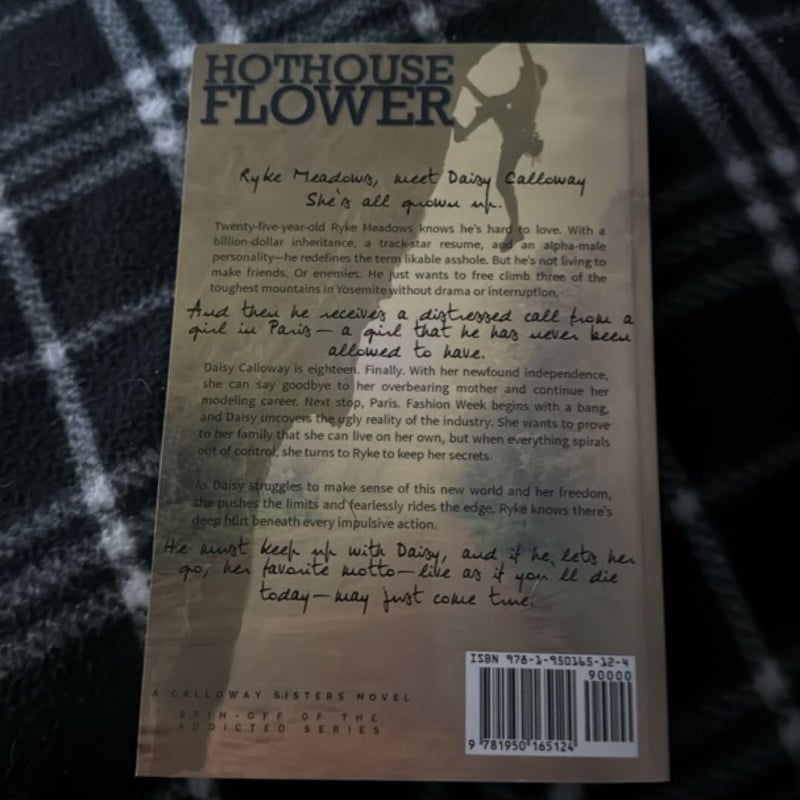 HOTHOUSE
FLOWER
Ryke Meadows, meet Daisy Calloway
She's all grown up.
Twenty-five-year-old Ryke Meadows knows he's hard to love. With a
billion-dollar inheritance, a track-star resume, and an alpha-male
personality—he redefines the term likable asshole. But he's not living to
make friends. Or enemies. He just wants to free climb three of the
toughest mountains in Yosemite without drama or interruption.
And then he receives a distressed call from a
girl in Paris—a girl that he has never been
allowed to have.
Daisy Calloway is eighteen. Finally. With her newfound independence,
she can say goodbye to her overbearing mother and continue her
modeling career. Next stop, Paris. Fashion Week begins with a bang,
and Daisy uncovers the ugly reality of the industry. She wants to prove
to her family that she can live on her own, but when everything spirals
out of control, she turns to Ryke to keep her secrets.
As Daisy struggles to make sense of this new world and her freedom,
she pushes the limits and fearlessly rides the edge. Ryke knows there's
deep hurt beneath every impulsive action.
He must keep up with Daisy, and if he lets her
go, her favorite motto—live as if you'll die
today—may just come true.
A CALLOWAY SISTERS NOVEL
SPIN-OFF OF THE
ADDICTED SERIES
ISBN 978-1-950165-12-4
90000
9 781950 165124